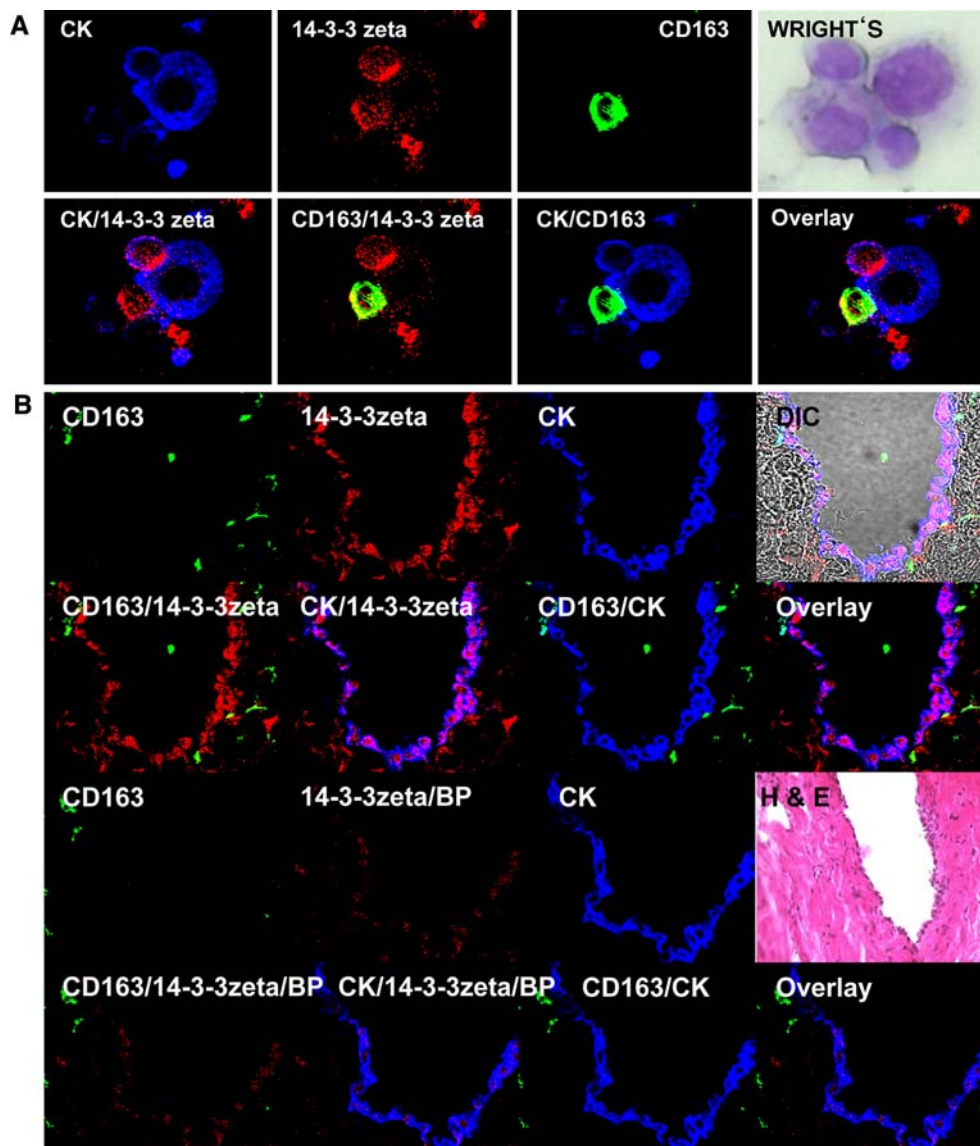 A
CK
14-3-3 zeta
CD163
WRIGHT'S
CK/14-3-3 zeta
CD163/14-3-3 zeta
CK/CD163
Overlay
B
CD163
14-3-3zeta
CK
DIC
CD163/14-3-3zeta
CK/14-3-3zeta
CD163/CK
Overlay
CD163
14-3-3zeta/BP
CK
H & E
CD163/14-3-3zeta/BP
CK/14-3-3zeta/BP
CD163/CK
Overlay